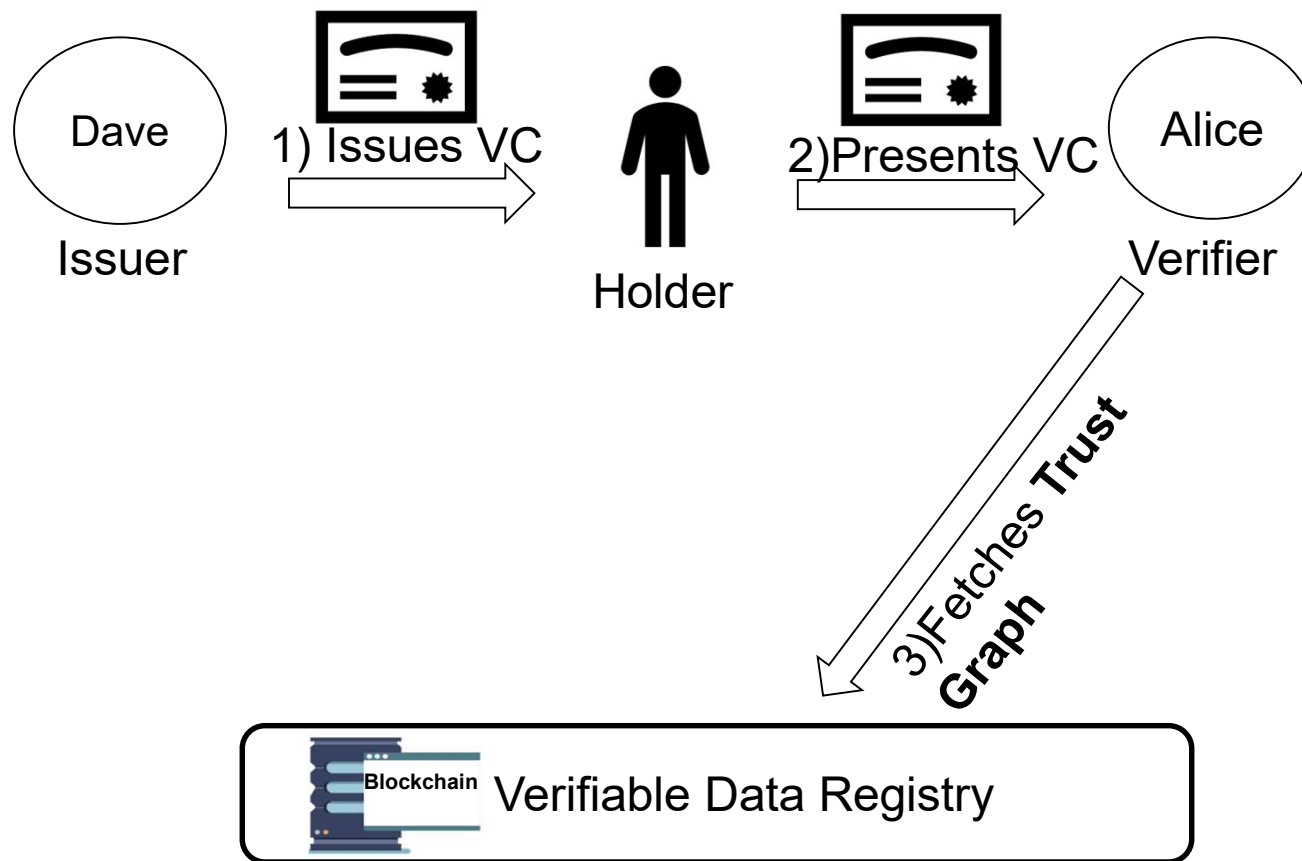 Dave
1) Issues VC
2)Presents VC
Alice
Issuer
Holder
Verifier
3)Fetches Trust
Graph
Blockchain
Verifiable Data Registry